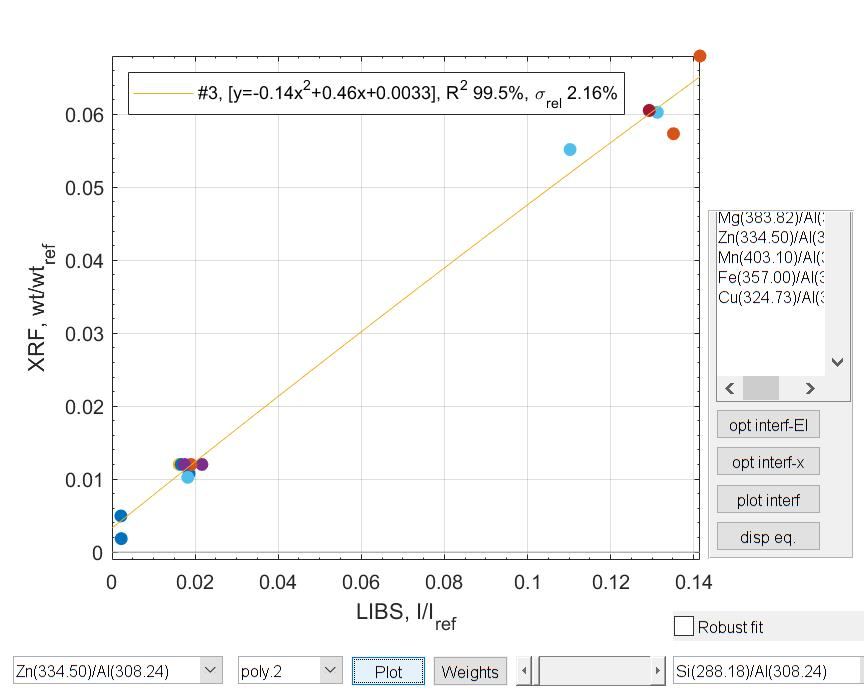 #3, [y=-0.14x²+0.46x+0.0033], R² 99.5%, σrel 2.16%
0.06
0.05
0.04
0.03
0.02
0.01
0
XRF, wt/wtref
0 0.02 0.04 0.06 0.08 0.1 0.12 0.14
LIBS, I/Iref
Mg(383.82)/Al(
Zn(334.50)/Al(3
Mn(403.10)/Al(
Fe(357.00)/Al(3
Cu(324.73)/Al(3
opt interf-El
opt interf-x
plot interf
disp eq.
Robust fit
Zn(334.50)/Al(308.24) poly.2 Plot Weights Si(288.18)/Al(308.24)